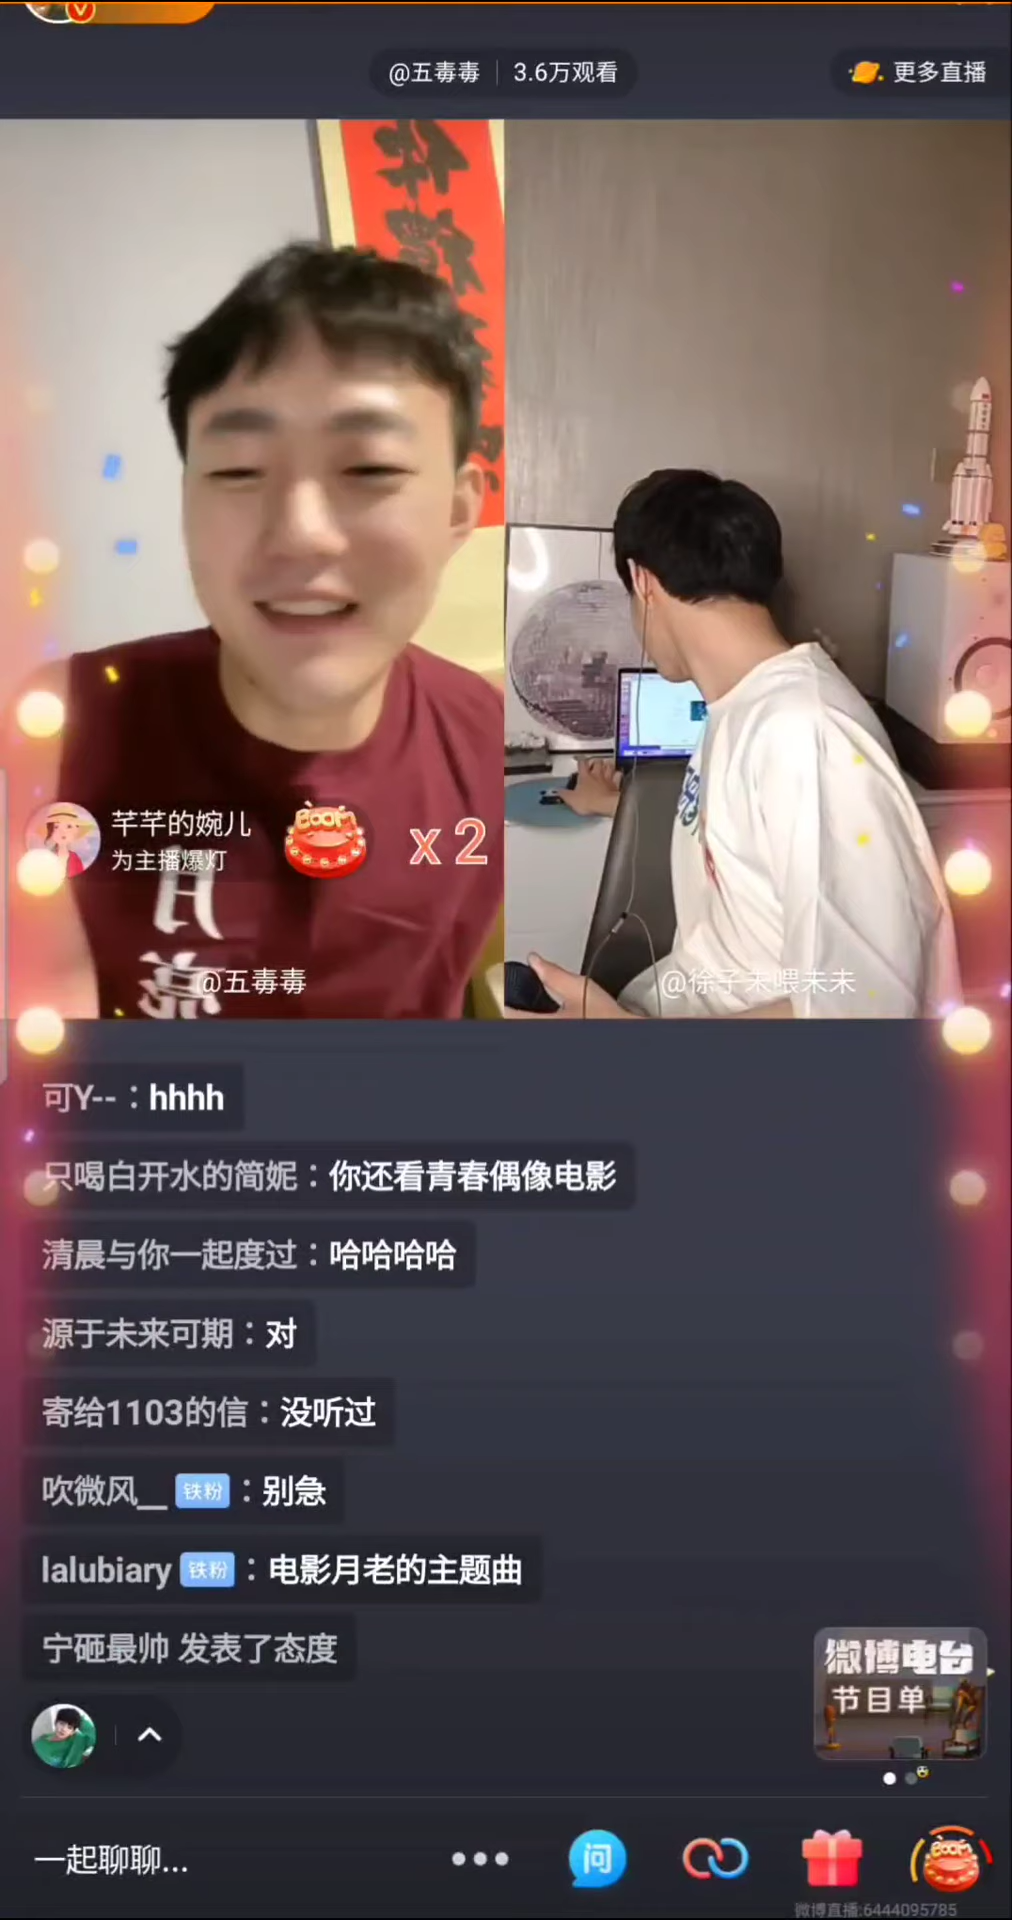 @五毒毒 | 3.6万观看
更多直播
芊芊的婉儿
为主播爆灯
BOOM
x 2
月
亮
@五毒毒
@徐子未喂未未
可Y--：hhhh
只喝白开水的简妮：你还看青春偶像电影
清晨与你一起度过：哈哈哈哈
源于未来可期：对
寄给1103的信：没听过
吹微风__ 铁粉：别急
lalubiary 铁粉：电影月老的主题曲
宁砸最帅 发表了态度
微博电台
节目单
一起聊聊...
问
BOOM
微博直播:6444095785